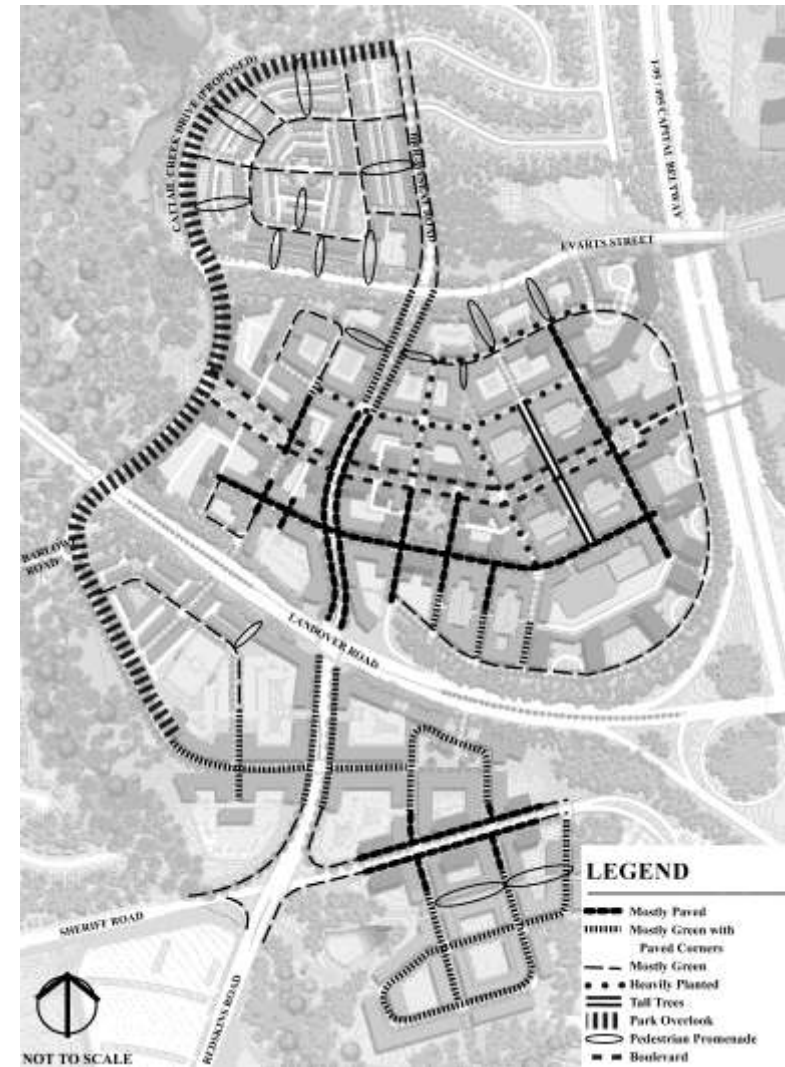 CATTAIL CREEK DRIVE (PROPOSED)
I-95 / 495 CAPITAL BELTWAY
EVARTS STREET
BARLOWE
ROAD
LANDOVER ROAD
SHERIFF ROAD
REDSKINS ROAD
NOT TO SCALE
LEGEND
Mostly Paved
Mostly Green with
Paved Corners
Mostly Green
Heavily Planted
Tall Trees
Park Overlook
Pedestrian Promenade
Boulevard